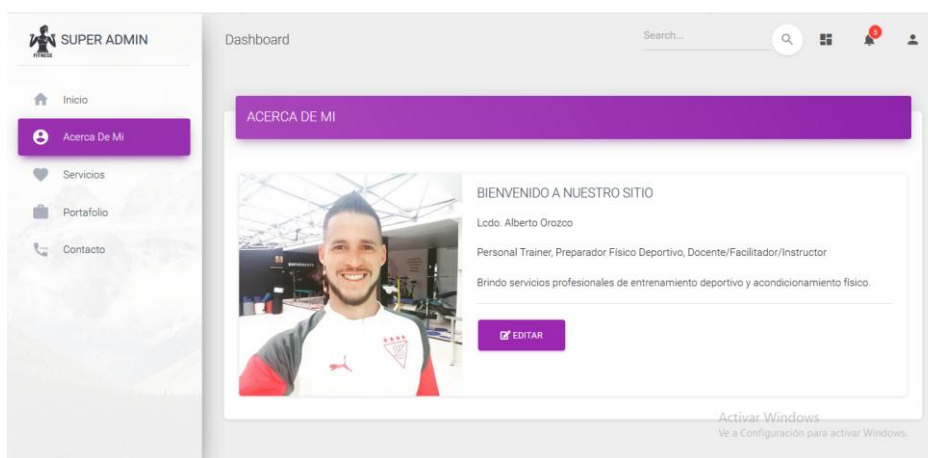 FITNESS
SUPER ADMIN
Dashboard
Search...
3
Inicio
Acerca De Mi
Servicios
Portafolio
Contacto
ACERCA DE MI
BIENVENIDO A NUESTRO SITIO
Lcdo. Alberto Orozco
Personal Trainer, Preparador Físico Deportivo, Docente/Facilitador/Instructor
Brindo servicios profesionales de entrenamiento deportivo y acondicionamiento físico.
EDITAR
Activar Windows
Ve a Configuración para activar Windows.